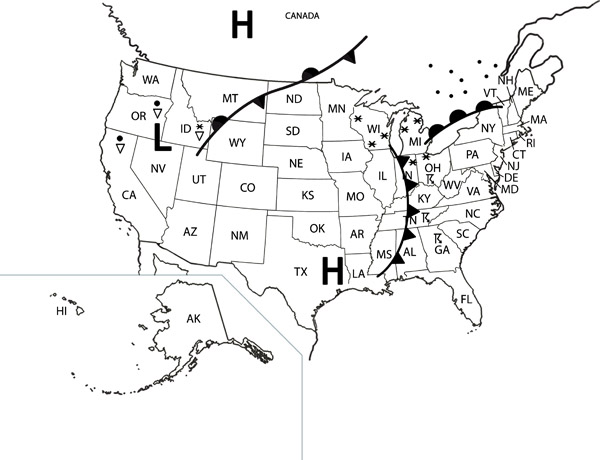 H CANADA
WA
MT ND MN
OR ID
L
WY SD WI MI
NY VT NH ME
MA
RI
CT
NJ
DE
MD
CA NV UT CO NE IA IL N OH PA
KS MO KY WV VA
AZ NM OK AR N NC
TX H LA MS AL GA SC
FL
HI AK